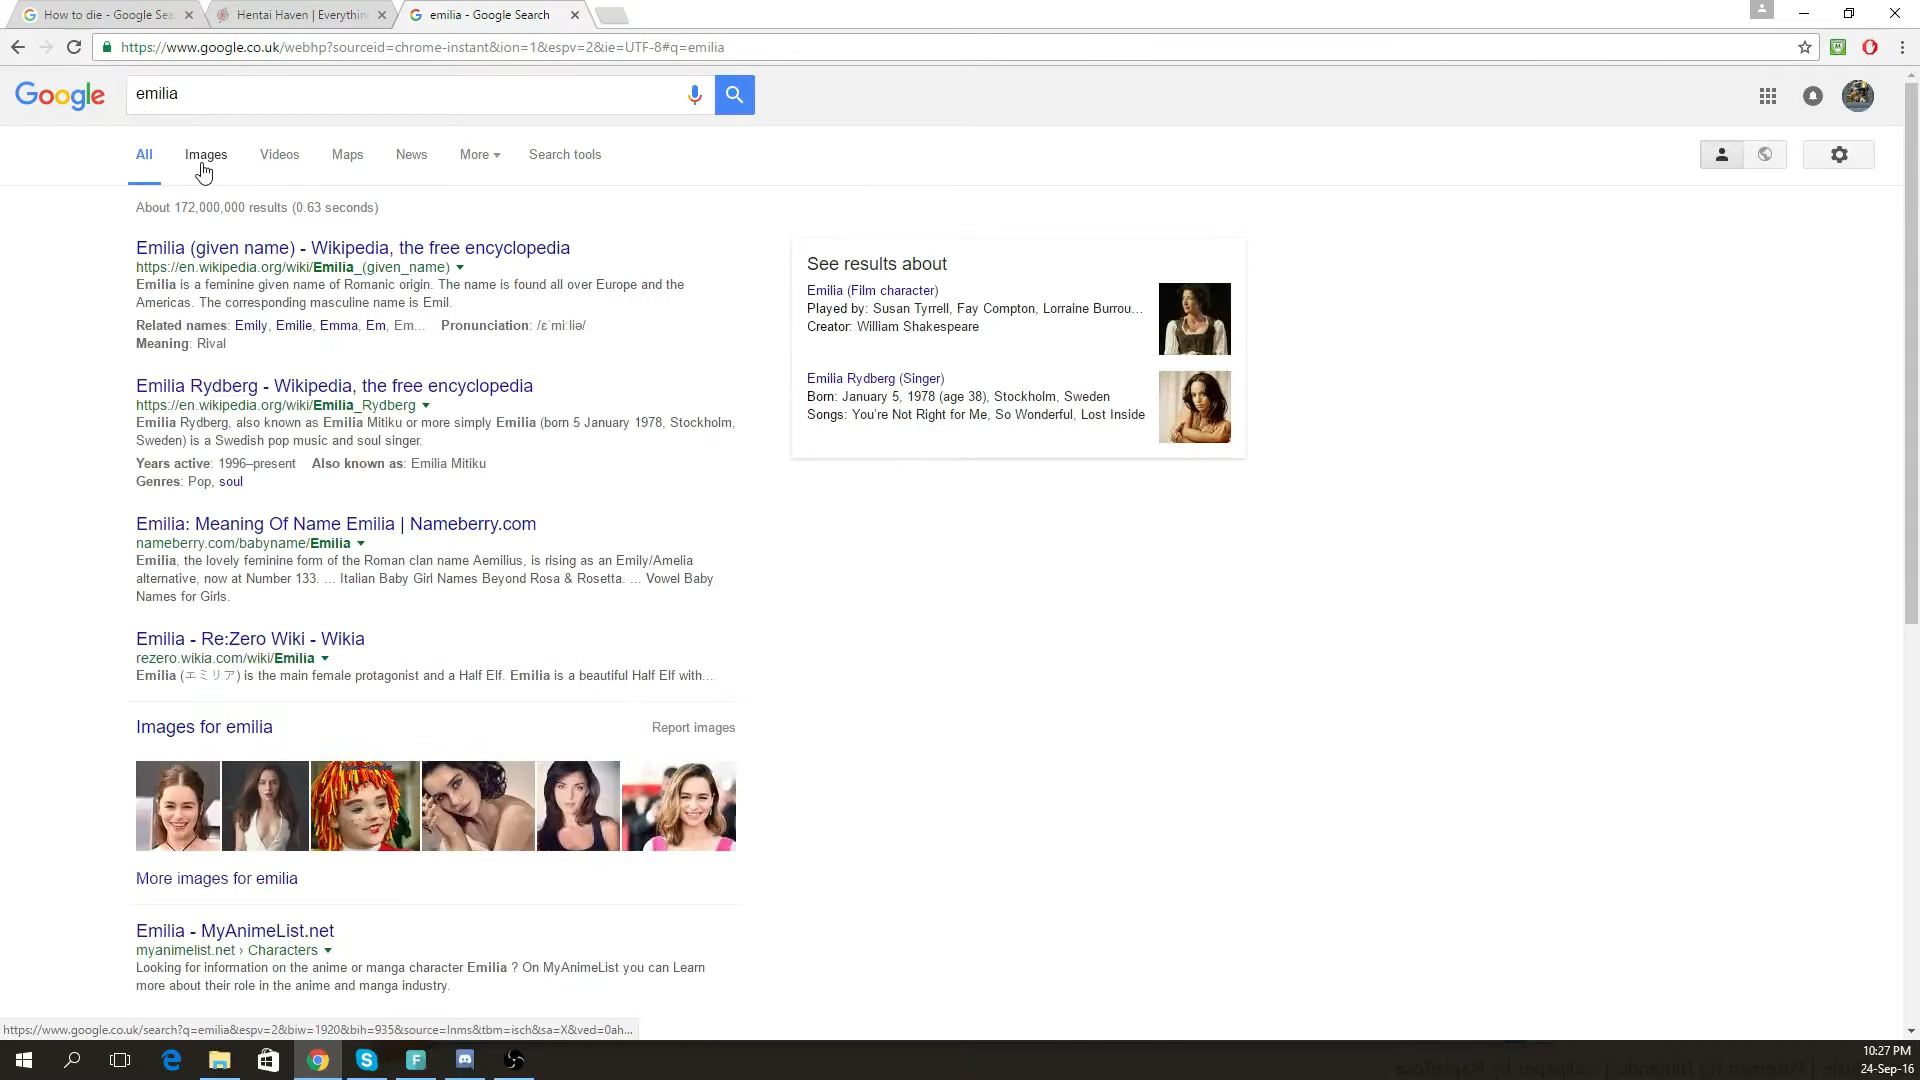 How to die - Google Sea
Hentai Haven | Everythin
emilia - Google Search
https://www.google.co.uk/webhp?sourceid=chrome-instant&ion=1&espv=2&ie=UTF-8#q=emilia
Google
emilia
All Images Videos Maps News More Search tools
About 172,000,000 results (0.63 seconds)
Emilia (given name) - Wikipedia, the free encyclopedia
https://en.wikipedia.org/wiki/Emilia_(given_name)
Emilia is a feminine given name of Romanic origin. The name is found all over Europe and the
Americas. The corresponding masculine name is Emil.
Related names: Emily, Emilie, Emma, Em, Em... Pronunciation: /ɛˈmiːliə/
Meaning: Rival
Emilia Rydberg - Wikipedia, the free encyclopedia
https://en.wikipedia.org/wiki/Emilia_Rydberg
Emilia Rydberg, also known as Emilia Mitiku or more simply Emilia (born 5 January 1978, Stockholm,
Sweden) is a Swedish pop music and soul singer.
Years active: 1996–present Also known as: Emilia Mitiku
Genres: Pop, soul
Emilia: Meaning Of Name Emilia | Nameberry.com
nameberry.com/babyname/Emilia
Emilia, the lovely feminine form of the Roman clan name Aemilius, is rising as an Emily/Amelia
alternative, now at Number 133. ... Italian Baby Girl Names Beyond Rosa & Rosetta. ... Vowel Baby
Names for Girls.
Emilia - Re:Zero Wiki - Wikia
rezero.wikia.com/wiki/Emilia
Emilia (エミリア) is the main female protagonist and a Half Elf. Emilia is a beautiful Half Elf with...
Images for emilia
Report images
More images for emilia
Emilia - MyAnimeList.net
myanimelist.net › Characters
Looking for information on the anime or manga character Emilia ? On MyAnimeList you can Learn
more about their role in the anime and manga industry.
See results about
Emilia (Film character)
Played by: Susan Tyrrell, Fay Compton, Lorraine Burrou...
Creator: William Shakespeare
Emilia Rydberg (Singer)
Born: January 5, 1978 (age 38), Stockholm, Sweden
Songs: You're Not Right for Me, So Wonderful, Lost Inside
https://www.google.co.uk/search?q=emilia&espv=2&biw=1920&bih=935&source=lnms&tbm=isch&sa=X&ved=0ah...
10:27 PM
24-Sep-16